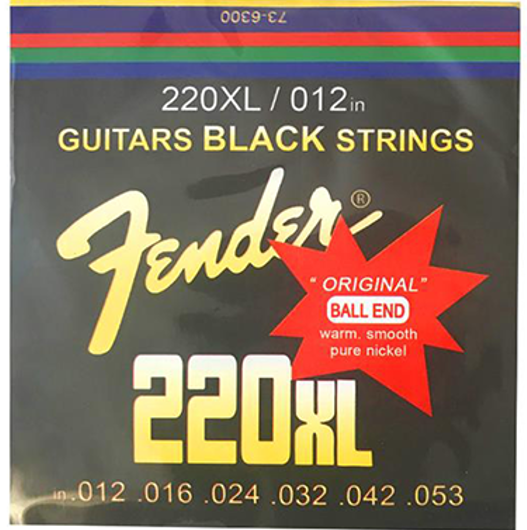 73-6300
220XL / 012in
GUITARS BLACK STRINGS
Fender®
" ORIGINAL"
BALL END
warm. smooth
pure nickel
220XL
in .012 .016 .024 .032 .042 .053